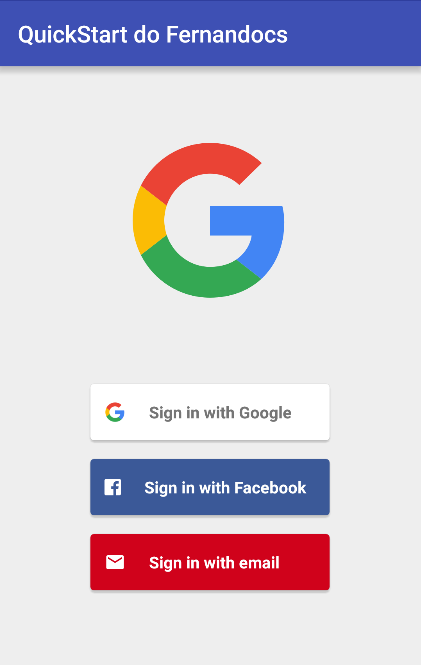 QuickStart do Fernandocs
Sign in with Google
Sign in with Facebook
Sign in with email